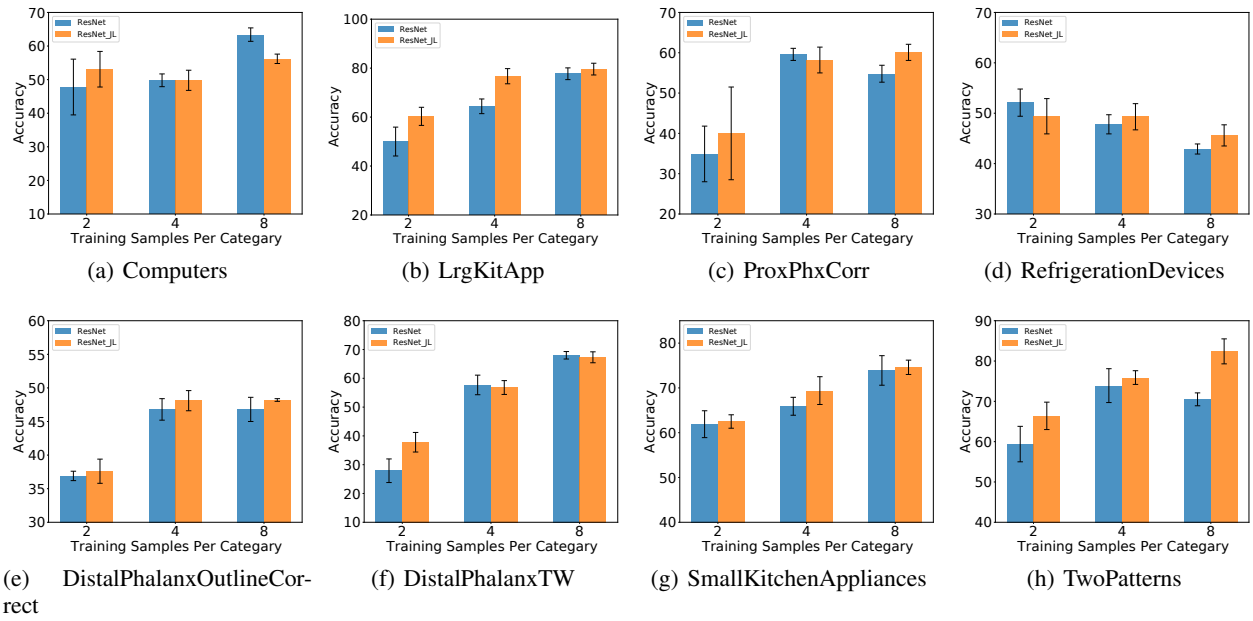 70
60
50
40
30
20
10
Accuracy
ResNet
ResNet_JL
2 4 8
Training Samples Per Categary
(a) Computers
100
80
60
40
20
Accuracy
ResNet
ResNet_JL
2 4 8
Training Samples Per Categary
(b) LrgKitApp
70
60
50
40
30
20
Accuracy
ResNet
ResNet_JL
2 4 8
Training Samples Per Categary
(c) ProxPhxCorr
70
60
50
40
30
Accuracy
ResNet
ResNet_JL
2 4 8
Training Samples Per Categary
(d) RefrigerationDevices
60
55
50
45
40
35
30
Accuracy
ResNet
ResNet_JL
2 4 8
Training Samples Per Categary
(e) DistalPhalanxOutlineCor-
rect
80
70
60
50
40
30
20
10
Accuracy
ResNet
ResNet_JL
2 4 8
Training Samples Per Categary
(f) DistalPhalanxTW
80
70
60
50
40
Accuracy
ResNet
ResNet_JL
2 4 8
Training Samples Per Categary
(g) SmallKitchenAppliances
90
80
70
60
50
40
Accuracy
ResNet
ResNet_JL
2 4 8
Training Samples Per Categary
(h) TwoPatterns